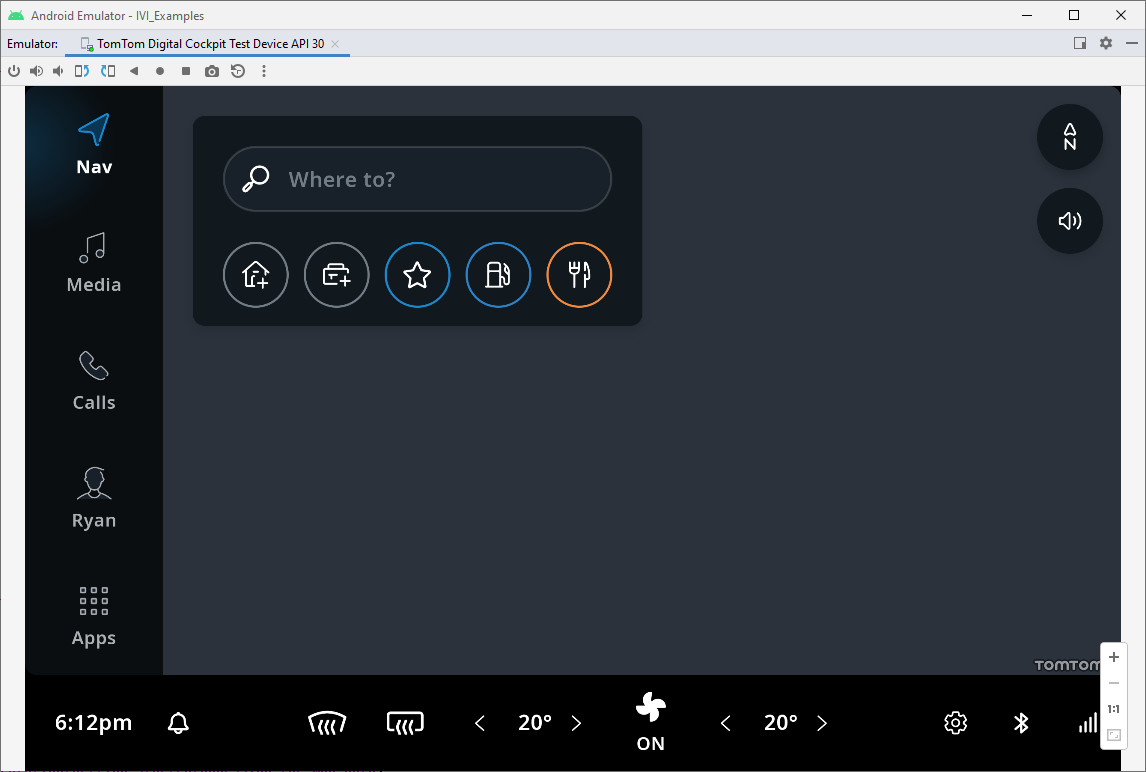 Android Emulator - IVI_Examples
Emulator: TomTom Digital Cockpit Test Device API 30
Nav
Where to?
N
Media
Calls
Ryan
Apps
TOMTOM
6:12pm
20°
ON
20°
1:1